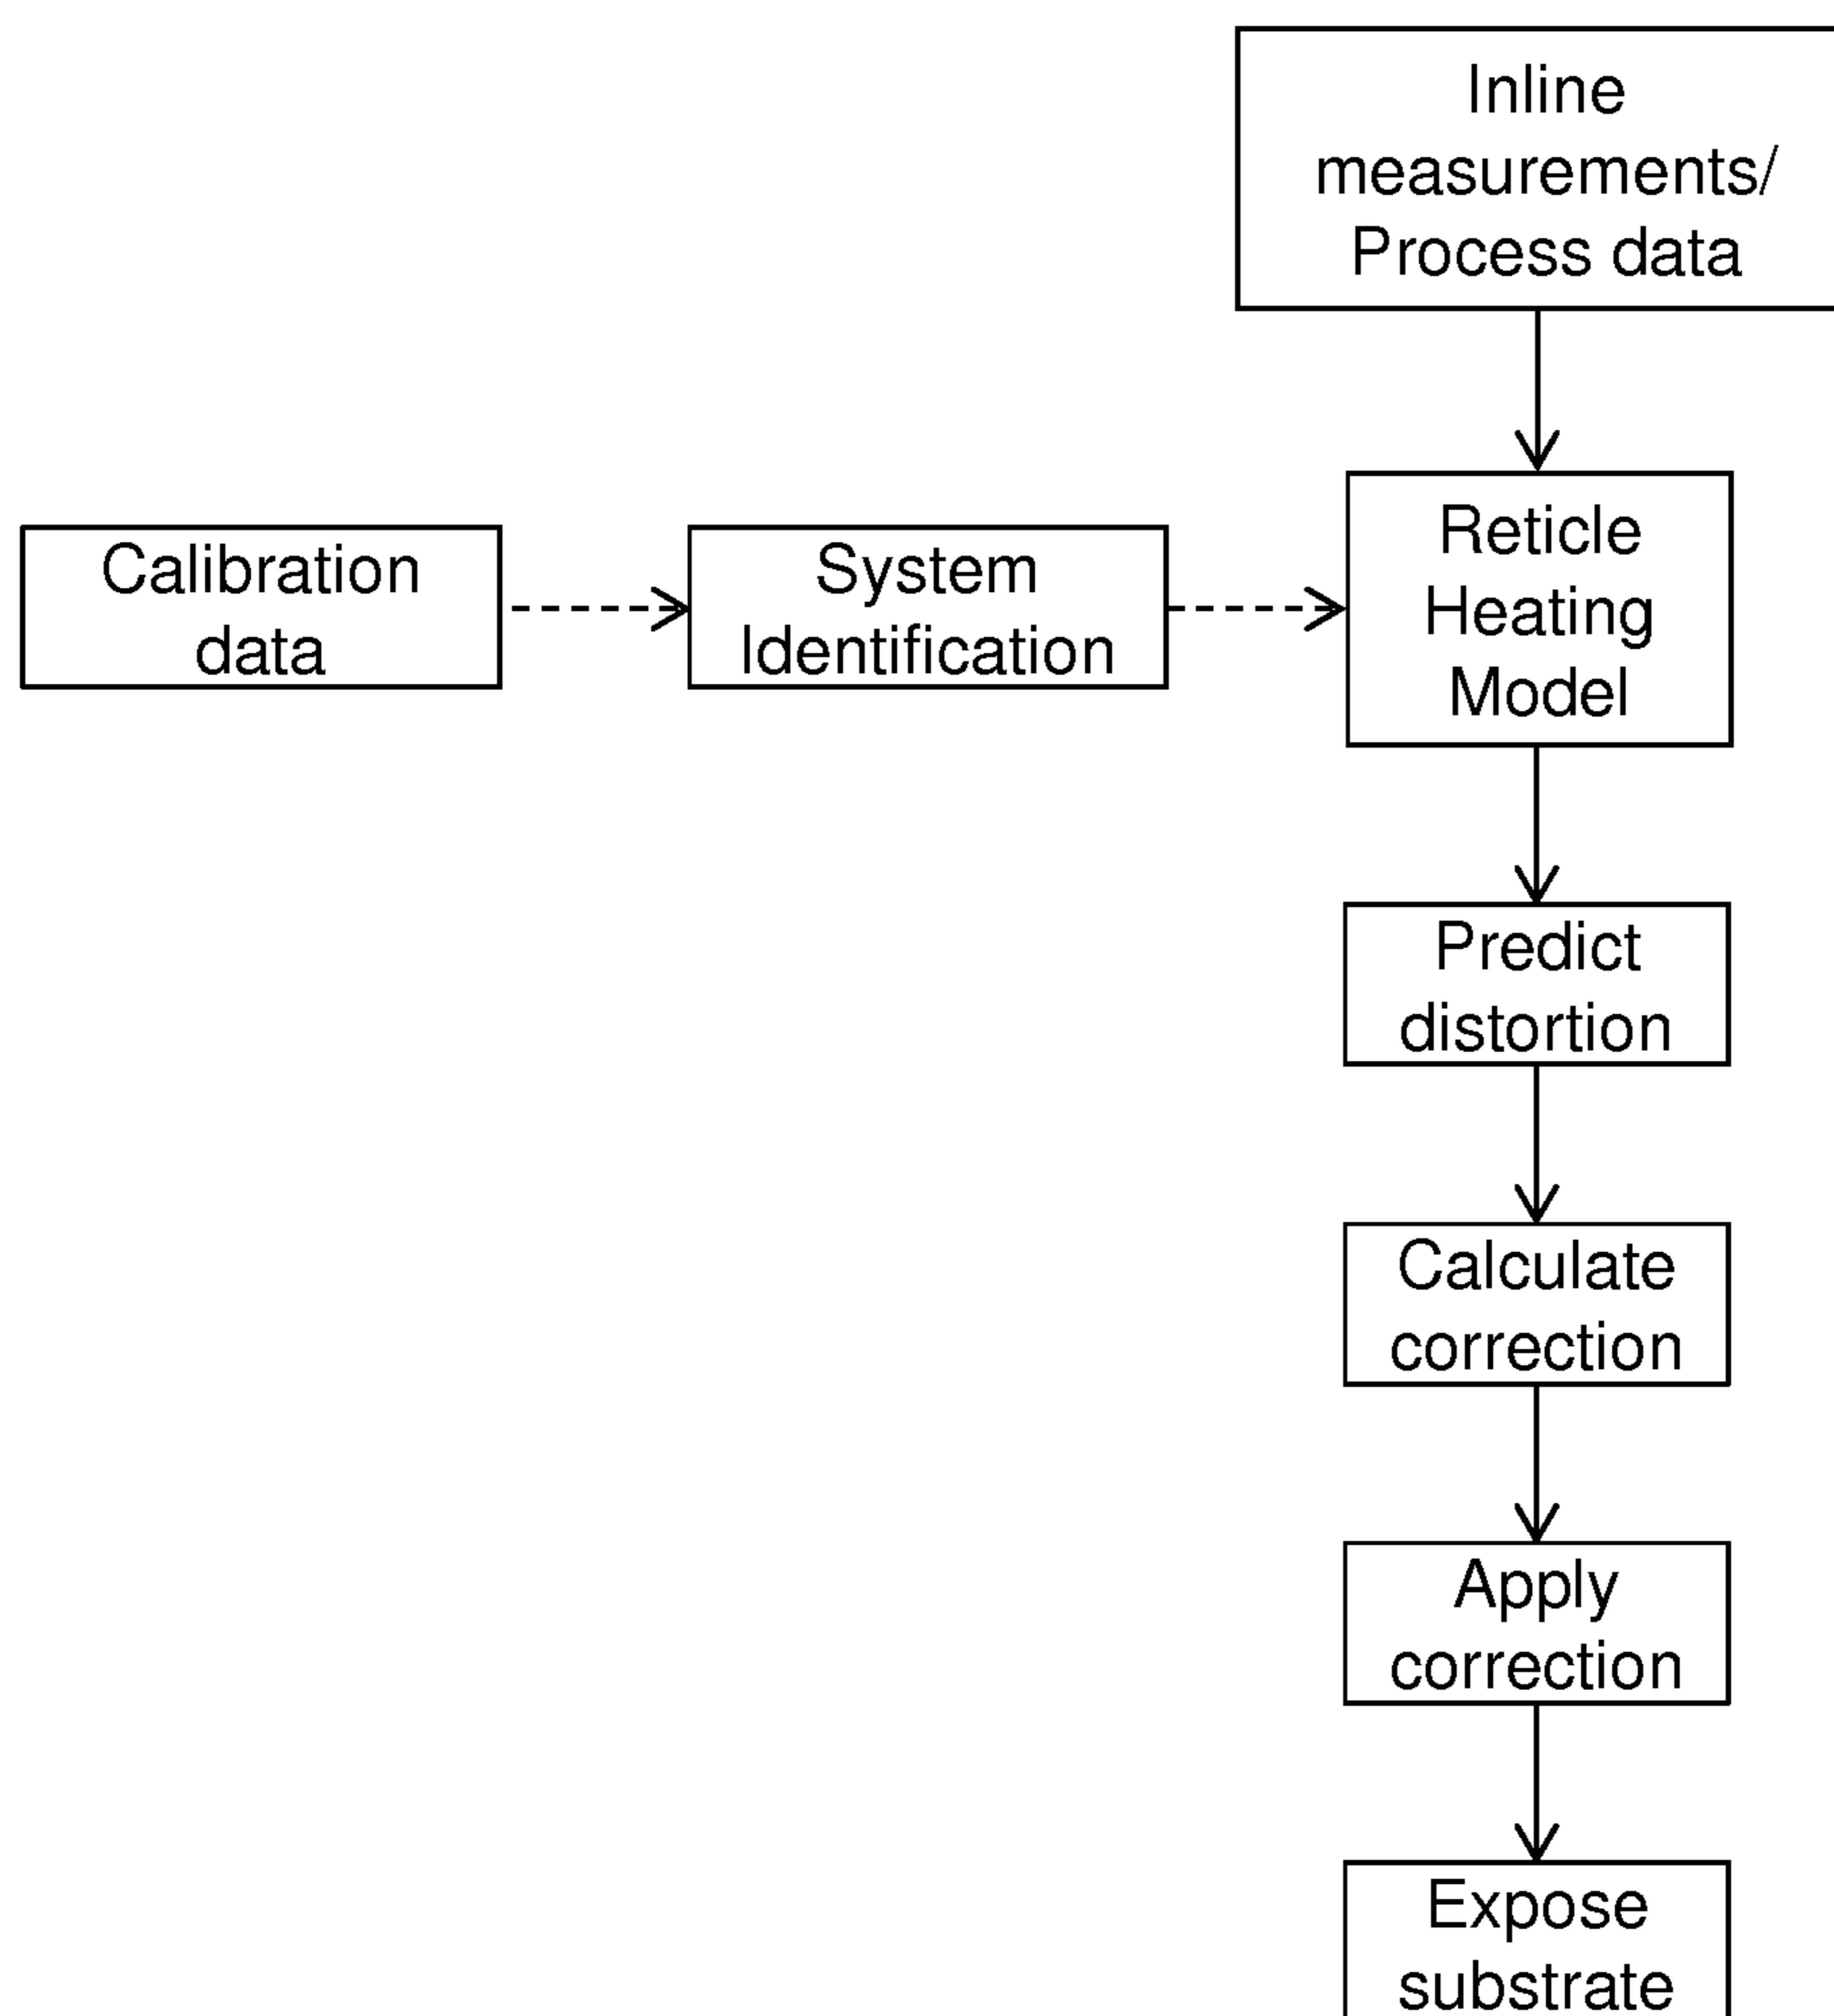 Inline
measurements/
Process data
Calibration
data
System
Identification
Reticle
Heating
Model
Predict
distortion
Calculate
correction
Apply
correction
Expose
substrate